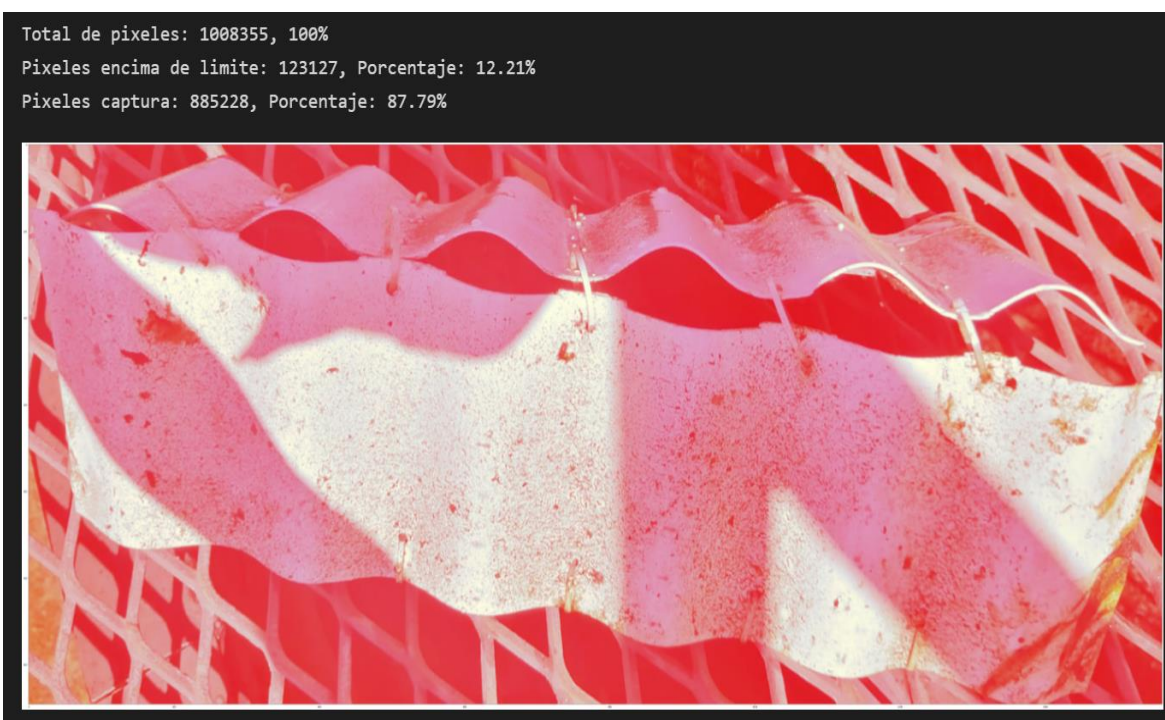 Total de pixeles: 1008355, 100%
Pixeles encima de limite: 123127, Porcentaje: 12.21%
Pixeles captura: 885228, Porcentaje: 87.79%